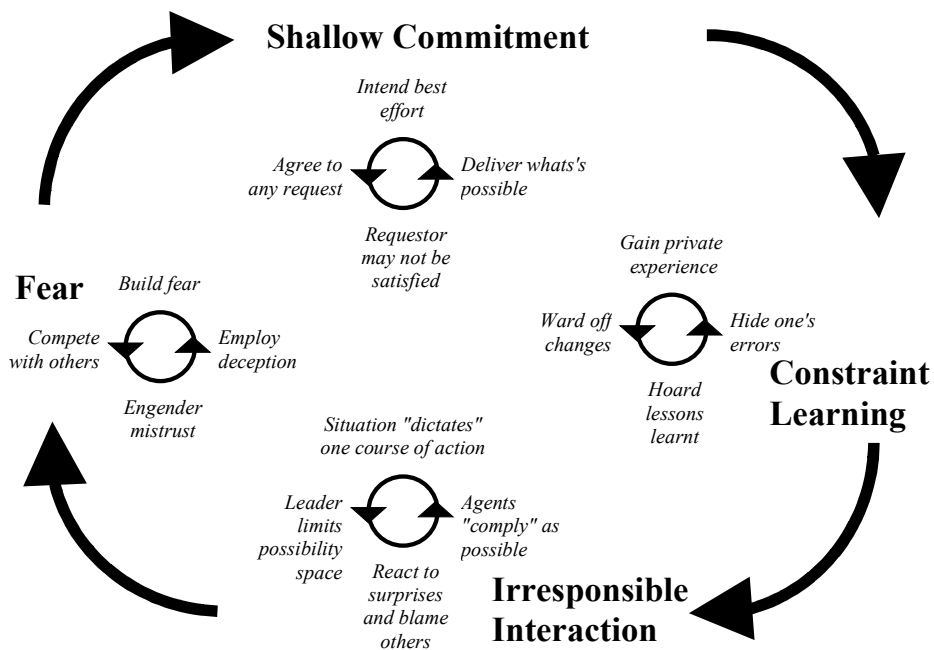 Shallow Commitment
Intend best
effort
Agree to
any request
Deliver whats's
possible
Requestor
may not be
satisfied
Gain private
experience
Ward off
changes
Hide one's
errors
Hoard
lessons
learnt
Constraint
Learning
Fear
Build fear
Compete
with others
Employ
deception
Engender
mistrust
Situation "dictates"
one course of action
Leader
limits
possibility
space
Agents
"comply" as
possible
React to
surprises
and blame
others
Irresponsible
Interaction